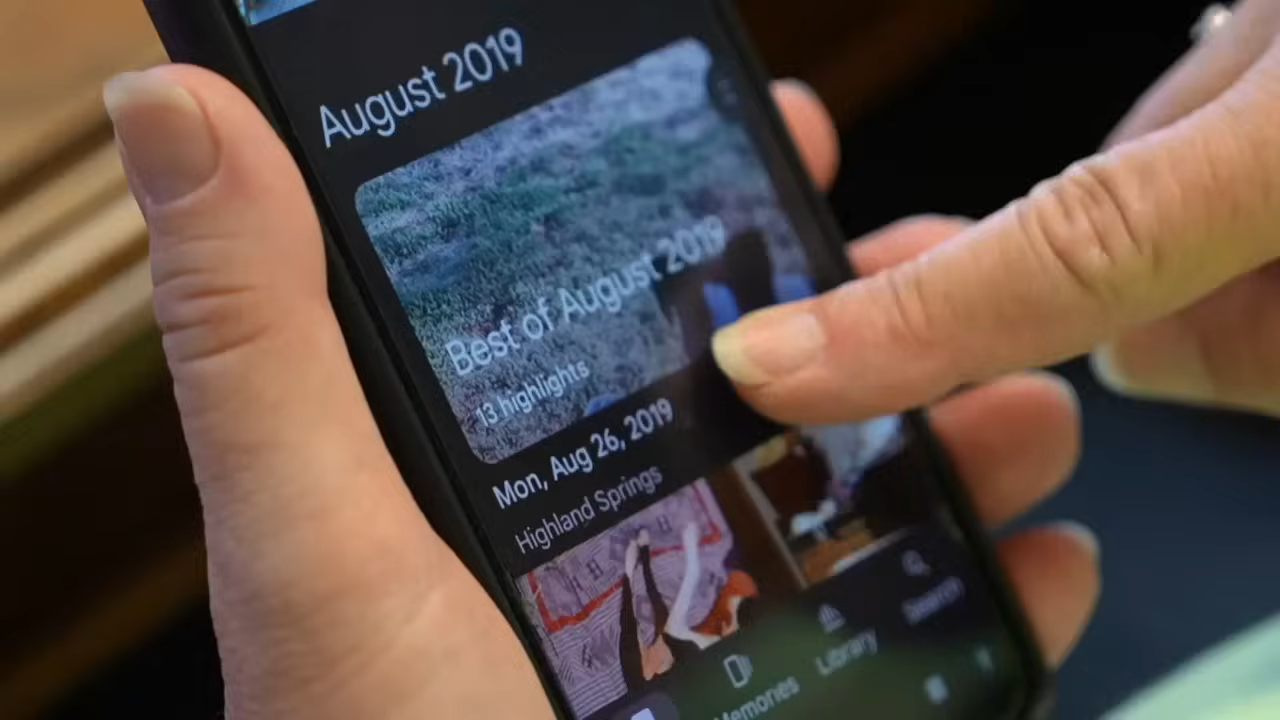 August 2019
Best of August 2019
13 highlights
Mon, Aug 26, 2019
Highland Springs
Memories
Library
Search